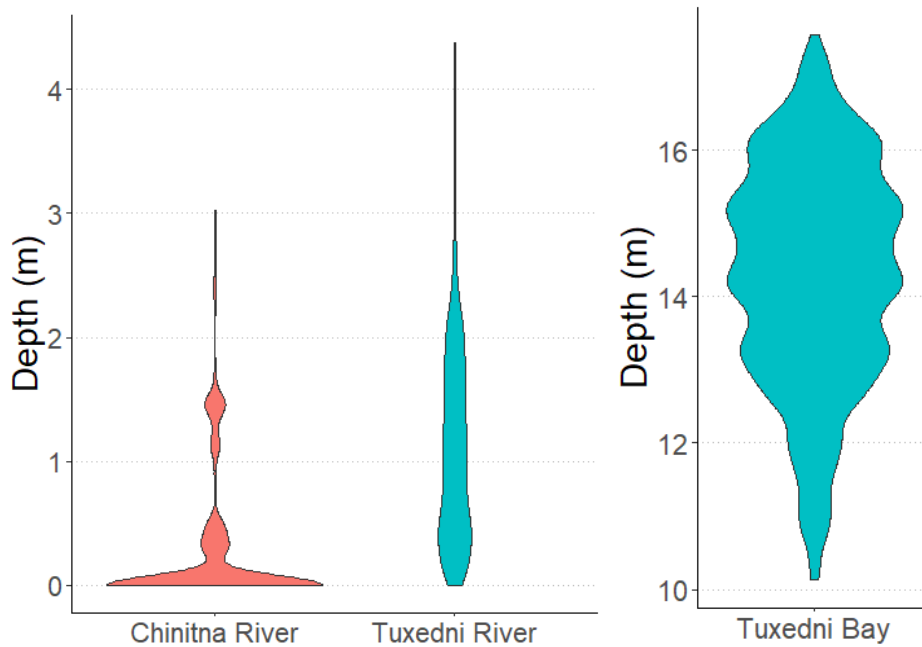 Depth (m)
4
3
2
1
0
Chinitna River
Tuxedni River
Depth (m)
16
14
12
10
Tuxedni Bay